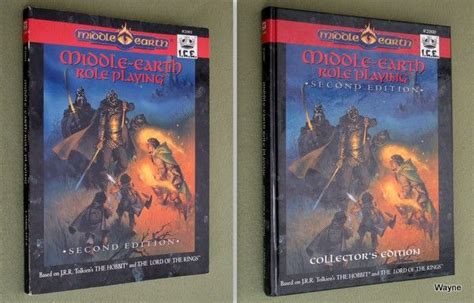 MIDDLE EARTH
I.C.E.
MIDDLE-EARTH
ROLE PLAYING
• SECOND EDITION •
BASED ON J.R.R. TOLKIEN'S THE HOBBIT AND THE LORD OF THE RINGS
MIDDLE EARTH
I.C.E.
MIDDLE-EARTH
ROLE PLAYING
• SECOND EDITION •
COLLECTOR'S EDITION
BASED ON J.R.R. TOLKIEN'S THE HOBBIT AND THE LORD OF THE RINGS
Wayne